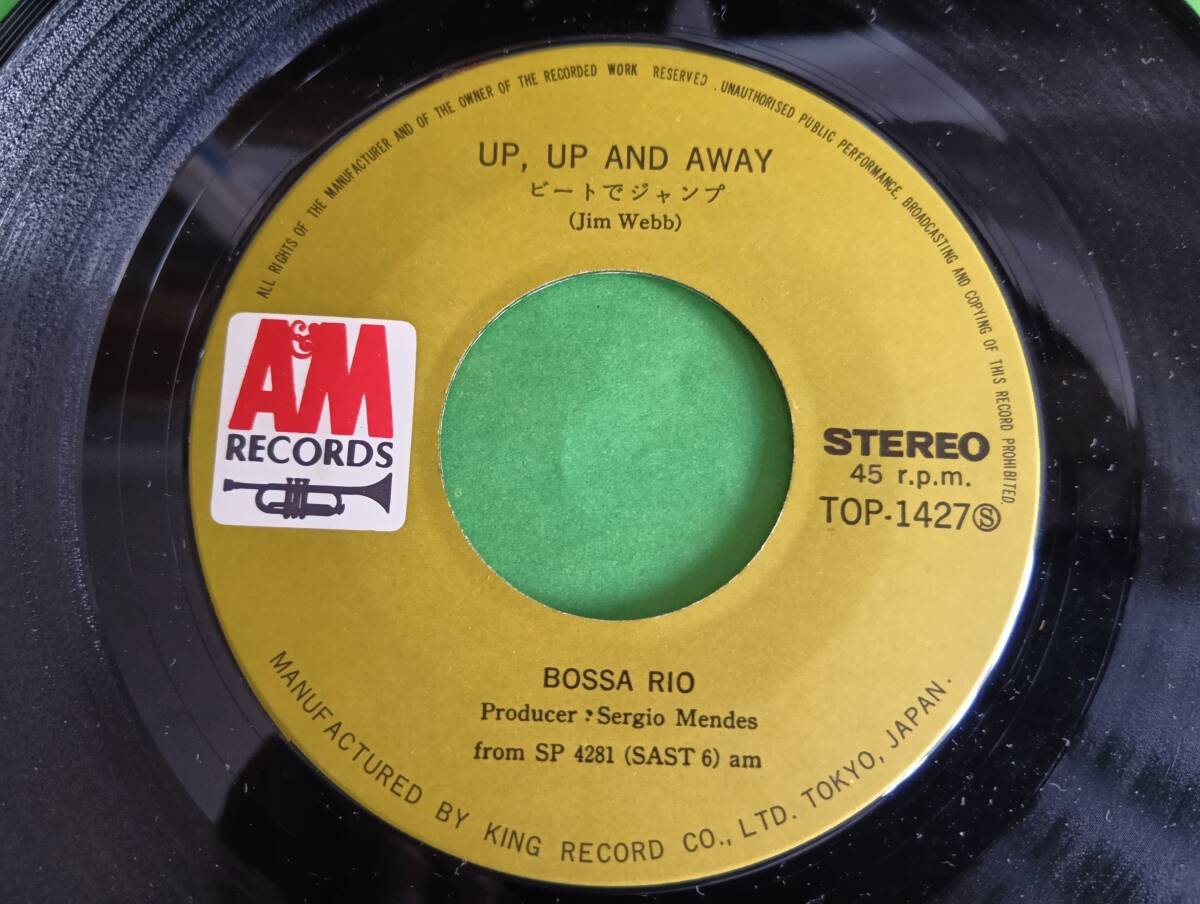 ALL RIGHTS OF THE MANUFACTURER AND OF THE OWNER OF THE RECORDED WORK RESERVED . UNAUTHORISED PUBLIC PERFORMANCE, BROADCASTING AND COPYING OF THIS RECORD PROHIBITED.
UP, UP AND AWAY
ビートでジャンプ
(Jim Webb)
A&M
RECORDS
STEREO
45 r.p.m.
TOP-1427Ⓢ
BOSSA RIO
Producer : Sergio Mendes
from SP 4281 (SAST 6) am
MANUFACTURED BY KING RECORD CO., LTD. TOKYO, JAPAN.